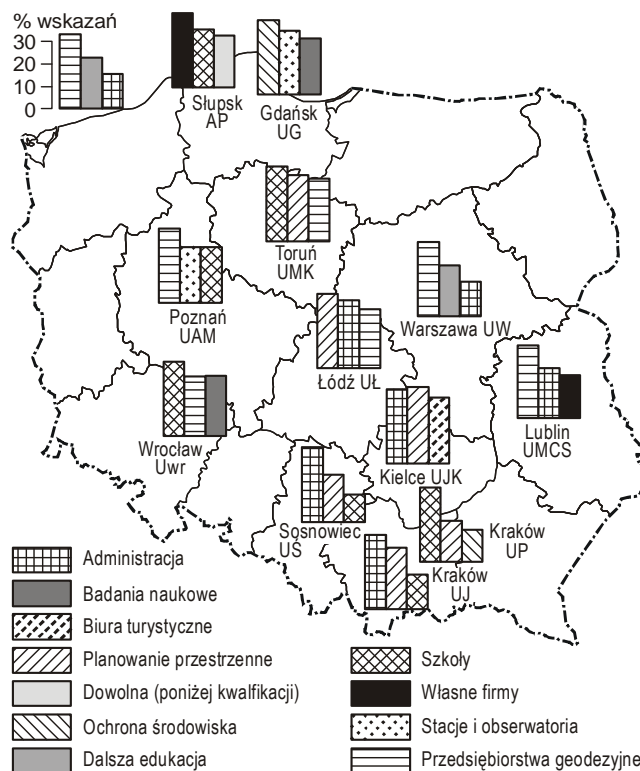 % wskazań
30
20
10
0
Słupsk
AP
Gdańsk
UG
Toruń
UMK
Poznań
UAM
Warszawa UW
Łódź UŁ
Lublin
UMCS
Wrocław
Uwr
Kielce UJK
Sosnowiec
UŚ
Kraków
UP
Kraków
UJ
Administracja
Badania naukowe
Biura turystyczne
Planowanie przestrzenne
Dowolna (poniżej kwalfikacji)
Ochrona środowiska
Dalsza edukacja
Szkoły
Własne firmy
Stacje i obserwatoria
Przedsiębiorstwa geodezyjne